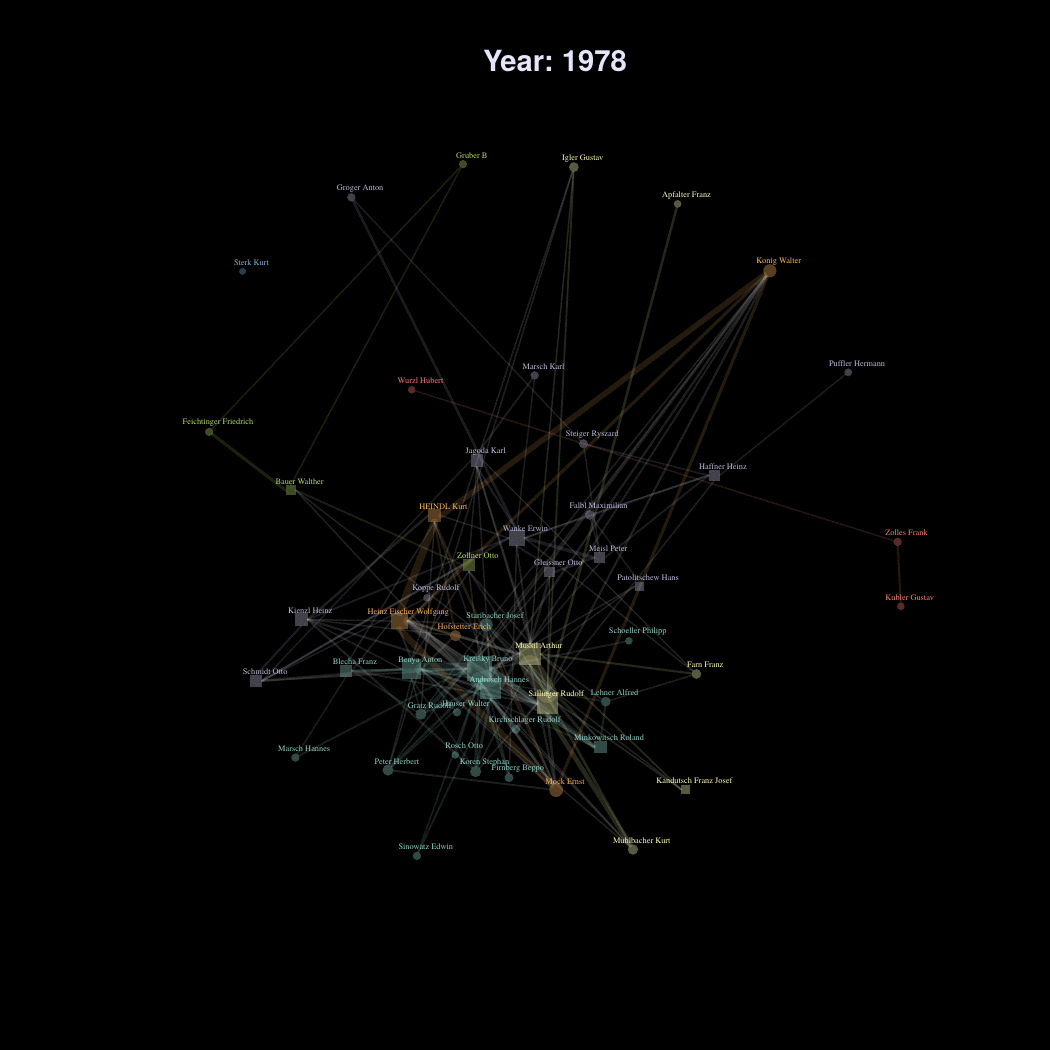 Year: 1978
Gruber B
Igler Gustav
Groger Anton
Apfalter Franz
Sterk Kurt
Konig Walter
Marsch Karl
Puffler Hermann
Wurzl Hubert
Feichtinger Friedrich
Steiger Ryszard
Jagoda Karl
Haffner Heinz
Bauer Walther
HEINDL Kurt
Falbl Maximilian
Wanke Erwin
Zolles Frank
Meisl Peter
Zollner Otto
Gleissner Otto
Patolitschew Hans
Koppe Rudolf
Kubler Gustav
Kienzl Heinz
Heinz Fischer Wolfgang
Staribacher Josef
Hofstetter Erich
Schoeller Philipp
Musul Arthur
Blecha Franz
Benya Anton
Kreisky Bruno
Farn Franz
Schmidt Otto
Androsch Hannes
Sallinger Rudolf
Lehner Alfred
Gratz Rudolf
Hauser Walter
Kirchschlager Rudolf
Minkowitsch Roland
Marsch Hannes
Rosch Otto
Peter Herbert
Koren Stephan
Firnberg Beppo
Mock Ernst
Kandutsch Franz Josef
Muhlbacher Kurt
Sinowatz Edwin